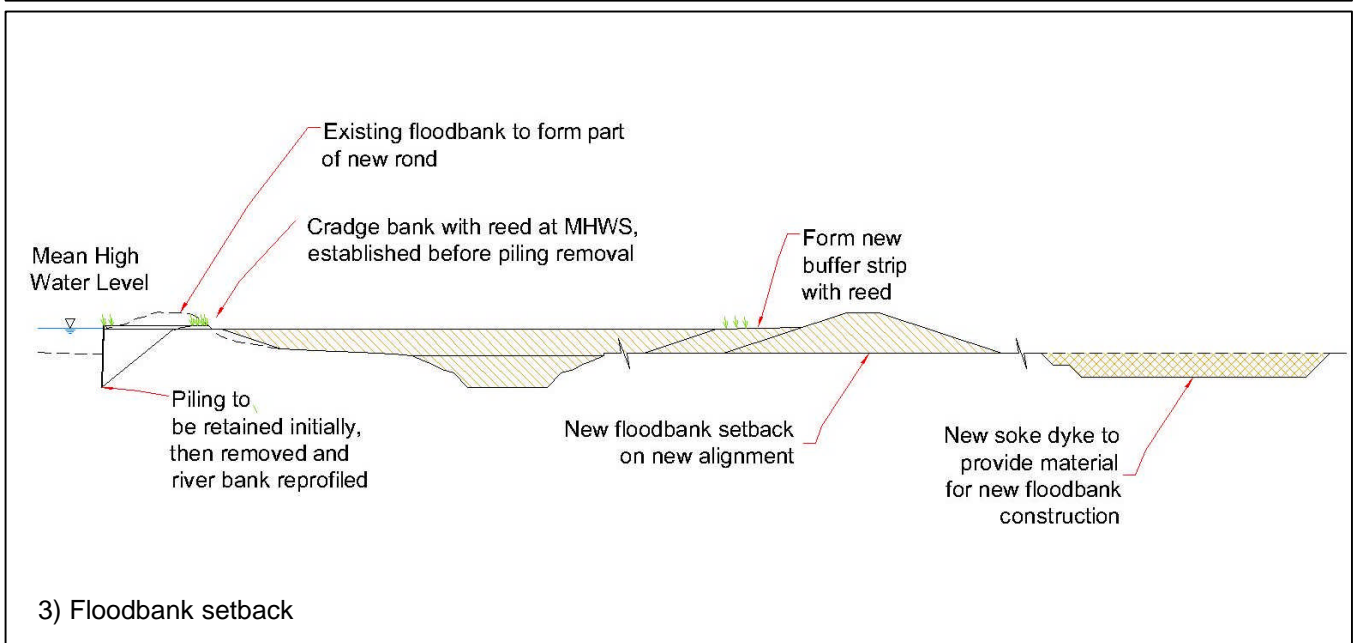 Existing floodbank to form part
of new rond
Cradge bank with reed at MHWS,
established before piling removal
Mean High
Water Level
Form new
buffer strip
with reed
Piling to
be retained initially,
then removed and
river bank reprofiled
New floodbank setback
on new alignment
New soke dyke to
provide material
for new floodbank
construction
3) Floodbank setback